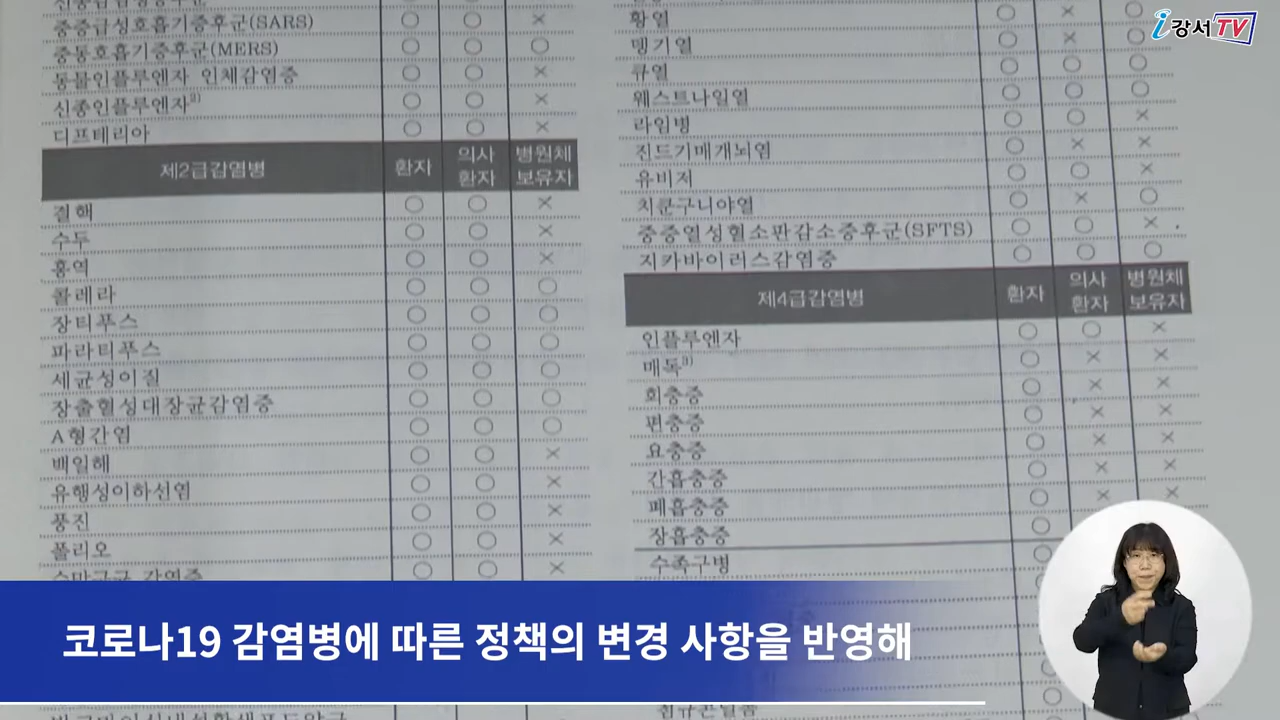 i강서TV
중증급성호흡기증후군(SARS) ○ ○ ×
중동호흡기증후군(MERS) ○ ○ ○
동물인플루엔자 인체감염증 ○ ○ ×
신종인플루엔자2) ○ ○ ×
디프테리아 ○ ○ ×
제2급감염병 환자 의사환자 병원체보유자
결핵 ○ ○ ×
수두 ○ ○ ×
홍역 ○ ○ ×
콜레라 ○ ○ ○
장티푸스 ○ ○ ○
파라티푸스 ○ ○ ○
세균성이질 ○ ○ ○
장출혈성대장균감염증 ○ ○ ○
A형간염 ○ ○ ○
백일해 ○ ○ ×
유행성이하선염 ○ ○ ×
풍진 ○ ○ ×
폴리오 ○ ○ ×
○ ○ ×
황열 ○ × ○
뎅기열 ○ × ○
큐열 ○ ○ ○
웨스트나일열 ○ ○ ○
라임병 ○ ○ ×
진드기매개뇌염 ○ × ×
유비저 ○ ○ ×
치쿤구니야열 ○ × ○
중증열성혈소판감소증후군(SFTS) ○ ○ ×
지카바이러스감염증 ○ ○ ○
제4급감염병 환자 의사환자 병원체보유자
인플루엔자 ○ ○ ×
매독3) ○ × ×
회충증 ○ × ×
편충증 ○ × ×
요충증 ○ × ×
간흡충증 ○ × ×
폐흡충증 ○ × ×
장흡충증 ○
수족구병 ○
코로나19 감염병에 따른 정책의 변경 사항을 반영해